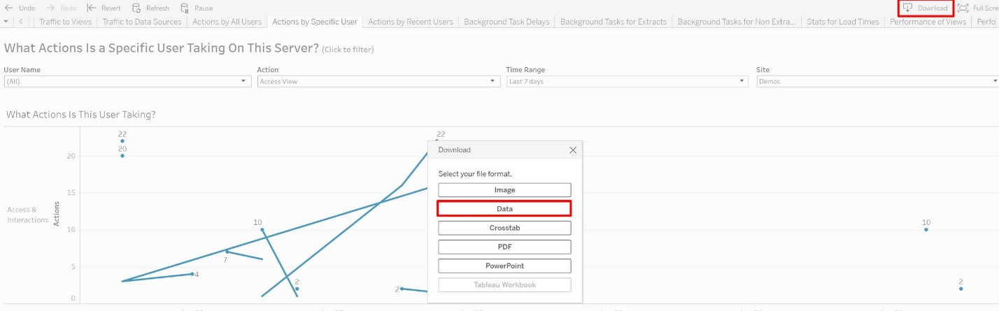 Undo Redo Revert Refresh Pause Download Full Scre
Traffic to Views Traffic to Data Sources Actions by All Users Actions by Specific User Actions by Recent Users Background Task Delays Background Tasks for Extracts Background Tasks for Non Extra... Stats for Load Times Performance of Views Perfo
What Actions Is a Specific User Taking On This Server? (Click to filter)
User Name Action Time Range Site
(All) Access View Last 7 days Demos
What Actions Is This User Taking?
22 22
20
20
Download
Select your file format.
Image
15
Data
Access &
Interactions
Actions
10 10 10
Crosstab
PDF
7
PowerPoint
5
4
2 2 2
Tableau Workbook
0